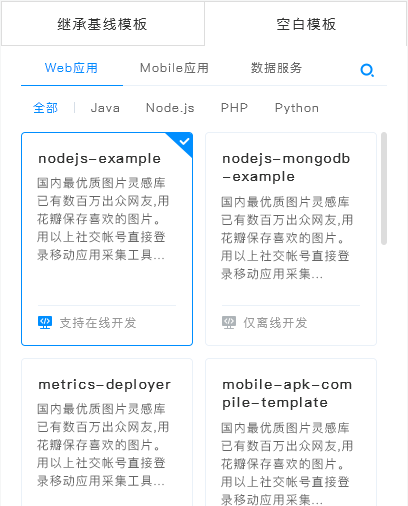 继承基线模板
空白模板
Web应用
Mobile应用
数据服务
全部
Java
Node.js
PHP
Python
nodejs-example
国内最优质图片灵感库
已有数百万出众网友,用
花瓣保存喜欢的图片。
用以上社交帐号直接登
录移动应用采集工具...
支持在线开发
nodejs-mongodb
-example
国内最优质图片灵感库
已有数百万出众网友,用
花瓣保存喜欢的图片。
用以上社交帐号直接登
录移动应用采集...
仅离线开发
metrics-deployer
国内最优质图片灵感库
已有数百万出众网友,用
花瓣保存喜欢的图片。
用以上社交帐号直接登
录移动应用采集工具...
mobile-apk-com
pile-template
国内最优质图片灵感库
已有数百万出众网友,用
花瓣保存喜欢的图片。
用以上社交帐号直接登
录移动应用采集...